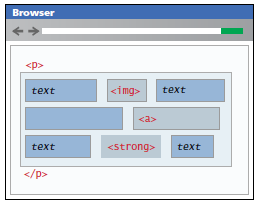 Browser
<p>
text <img> text
<a>
text <strong> text
</p>